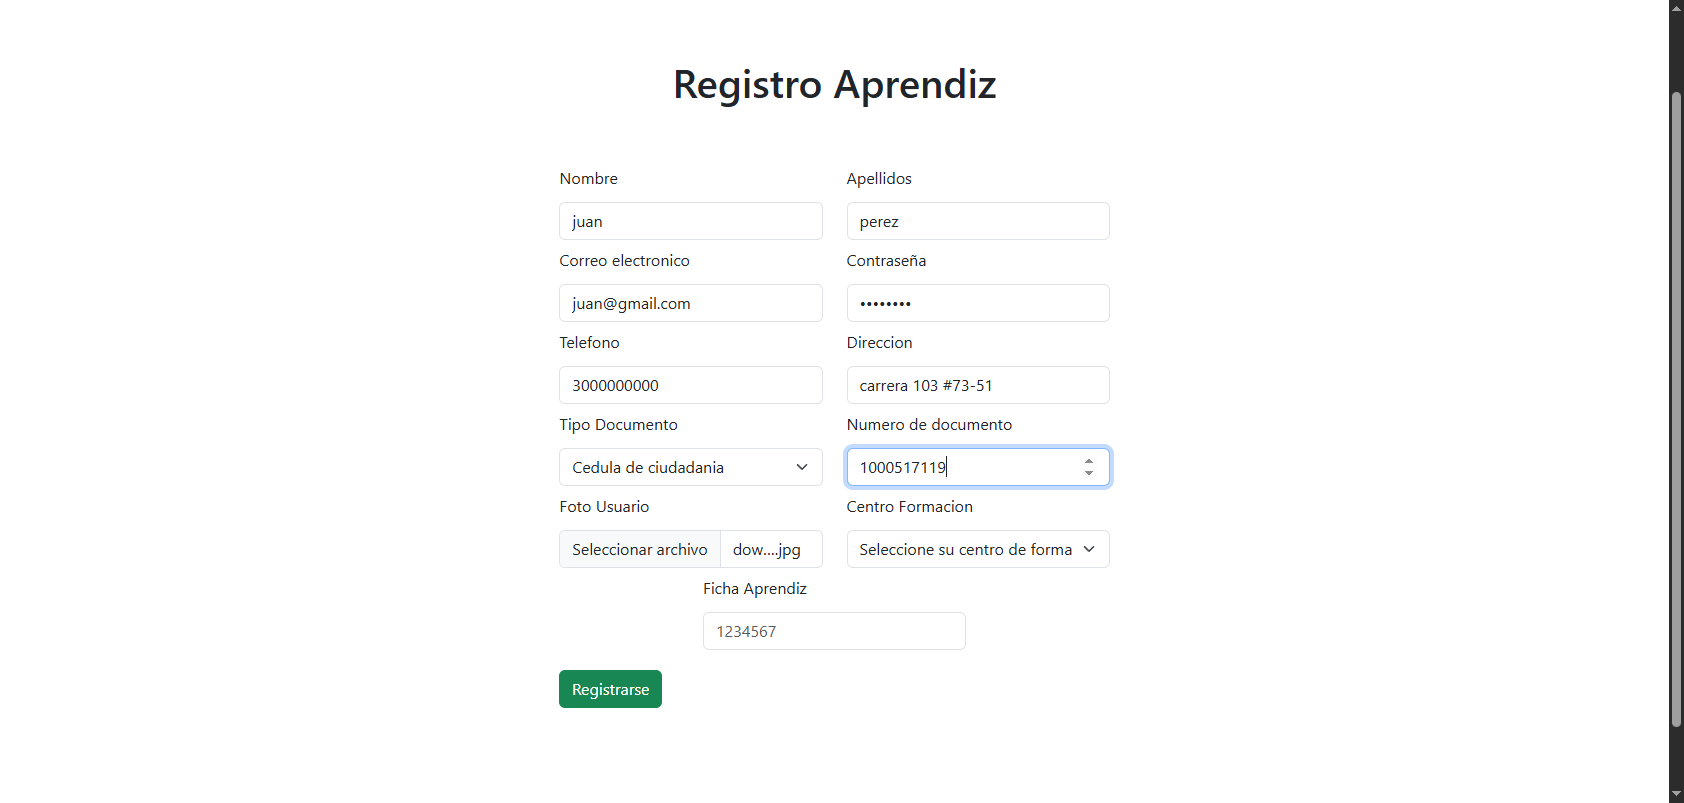 Registro Aprendiz
Nombre
Apellidos
juan
perez
Correo electronico
Contraseña
juan@gmail.com
••••••••
Telefono
Direccion
3000000000
carrera 103 #73-51
Tipo Documento
Numero de documento
Cedula de ciudadania
1000517119
Foto Usuario
Centro Formacion
Seleccionar archivo
dow....jpg
Seleccione su centro de forma
Ficha Aprendiz
1234567
Registrarse